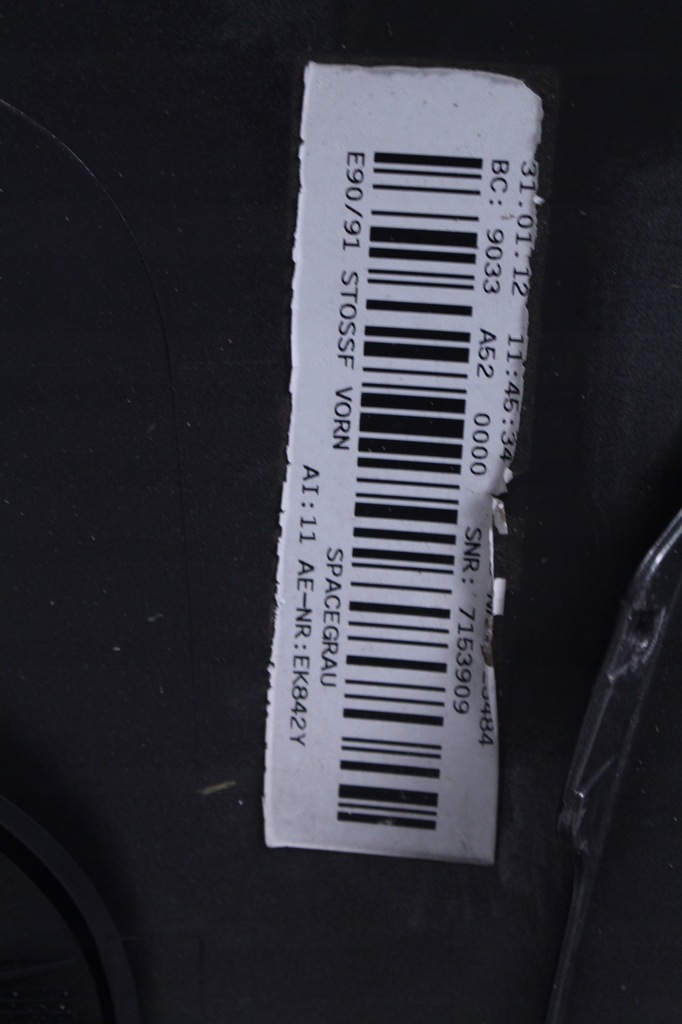 31.01.12 11:45:34
BC: 9033 A52 0000 SNR: 7153909
E90/91 STOSSF VORN SPACEGRAU
AI:11 AE-NR:EK842Y